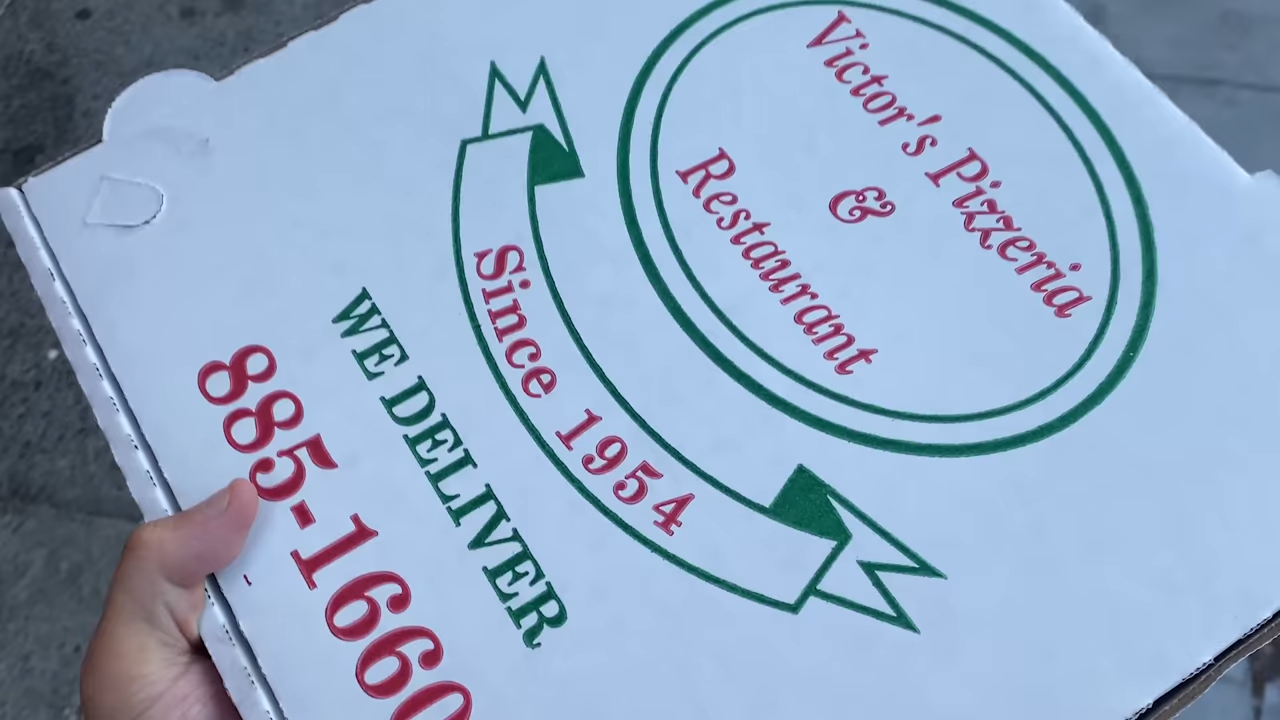 Victor's Pizzeria
&
Restaurant
Since 1954
WE DELIVER
885-1660